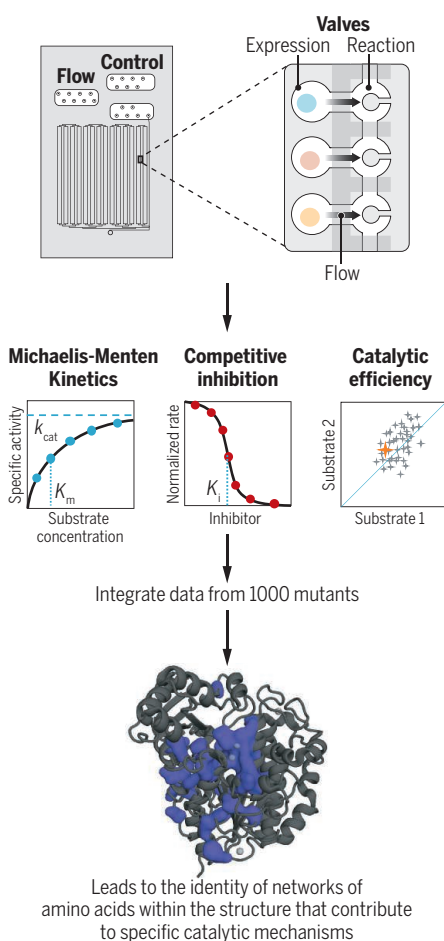 Valves
Expression Reaction
Flow
Control
Flow
Michaelis-Menten
Kinetics
Specific activity
kcat
Km
Substrate
concentration
Competitive
inhibition
Normalized rate
Ki
Inhibitor
Catalytic
efficiency
Substrate 2
Substrate 1
Integrate data from 1000 mutants
Leads to the identity of networks of
amino acids within the structure that contribute
to specific catalytic mechanisms